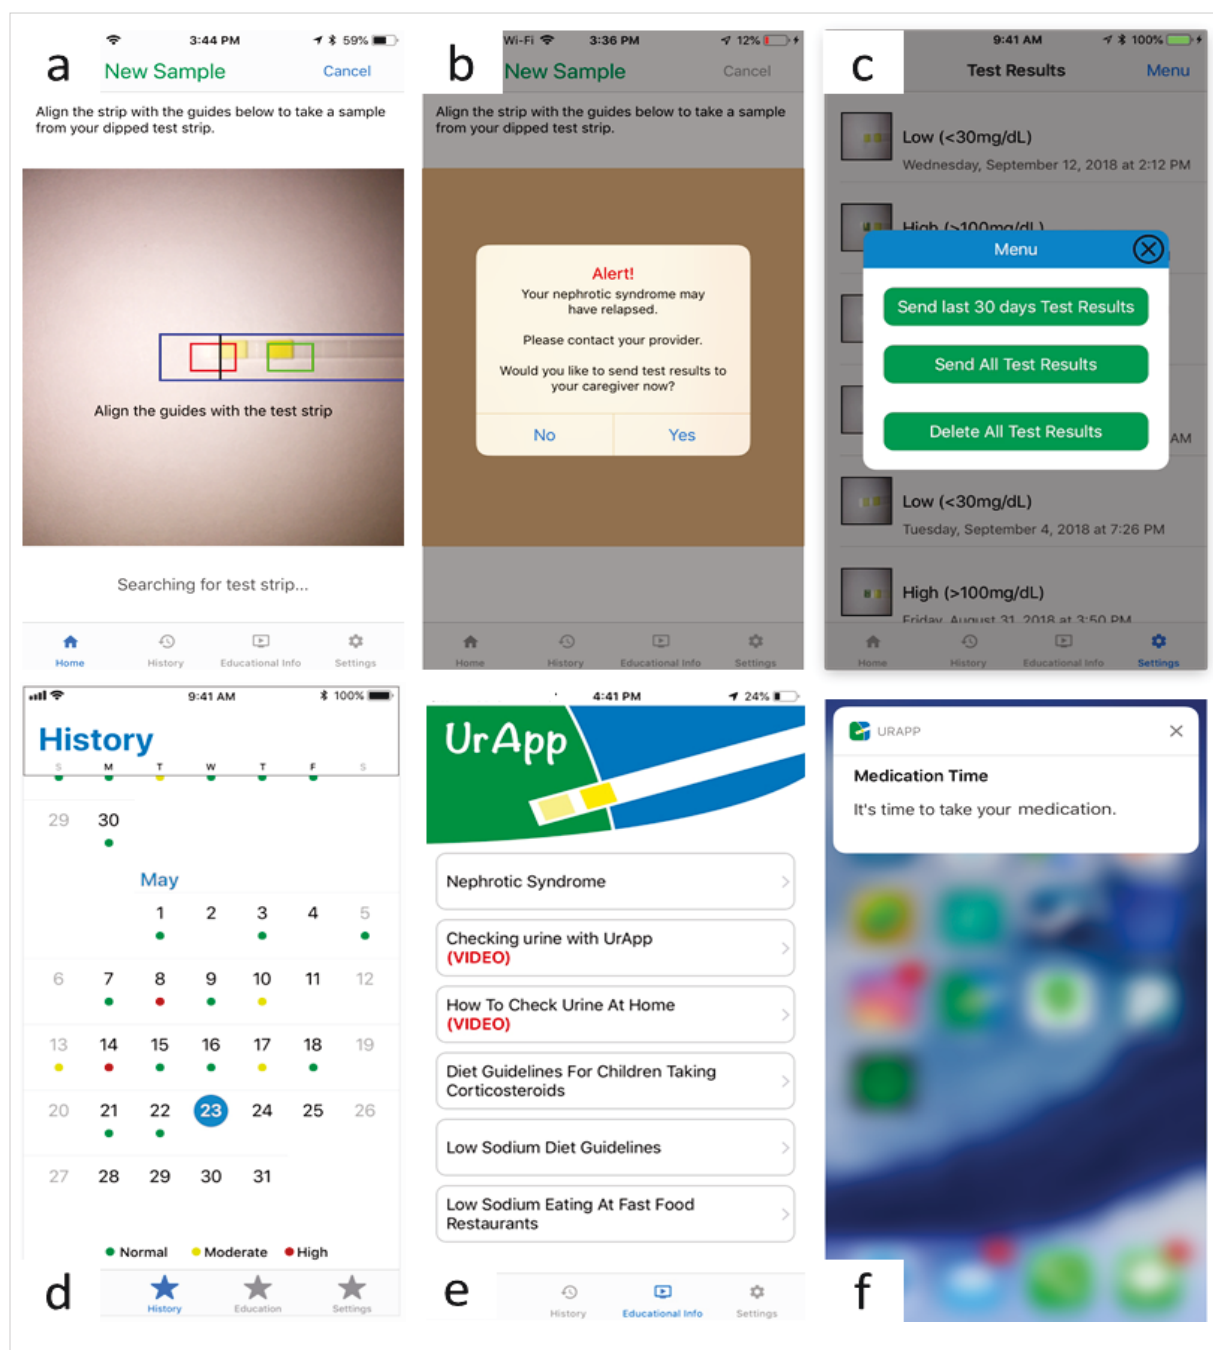 a
3:44 PM
59%
New Sample
Cancel
Align the strip with the guides below to take a sample
from your dipped test strip.
Align the guides with the test strip
Searching for test strip...
Home
History
Educational Info
Settings
b
Wi-Fi
3:36 PM
12%
New Sample
Cancel
Align the strip with the guides below to take a sample
from your dipped test strip.
Alert!
Your nephrotic syndrome may
have relapsed.
Please contact your provider.
Would you like to send test results to
your caregiver now?
No
Yes
Home
History
Educational Info
Settings
c
9:41 AM
100%
Test Results
Menu
Low (<30mg/dL)
Wednesday, September 12, 2018 at 2:12 PM
High (>100mg/dL)
Menu
Send last 30 days Test Results
Send All Test Results
Delete All Test Results
AM
Low (<30mg/dL)
Tuesday, September 4, 2018 at 7:26 PM
High (>100mg/dL)
Friday, August 31, 2018 at 3:50 PM
Home
History
Educational Info
Settings
9:41 AM
100%
History
S M T W T F S
29 30
May
1 2 3 4 5
6 7 8 9 10 11 12
13 14 15 16 17 18 19
20 21 22 23 24 25 26
27 28 29 30 31
Normal Moderate High
d
History
Education
Settings
4:41 PM
24%
UrApp
Nephrotic Syndrome
Checking urine with UrApp
(VIDEO)
How To Check Urine At Home
(VIDEO)
Diet Guidelines For Children Taking
Corticosteroids
Low Sodium Diet Guidelines
Low Sodium Eating At Fast Food
Restaurants
e
History
Educational Info
Settings
URAPP
Medication Time
It's time to take your medication.
f